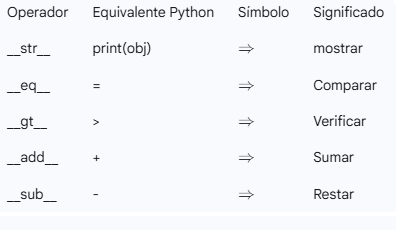 Operador Equivalente Python Símbolo Significado
__str__ print(obj) ⇒ mostrar
__eq__ = ⇒ Comparar
__gt__ > ⇒ Verificar
__add__ + ⇒ Sumar
__sub__ - ⇒ Restar